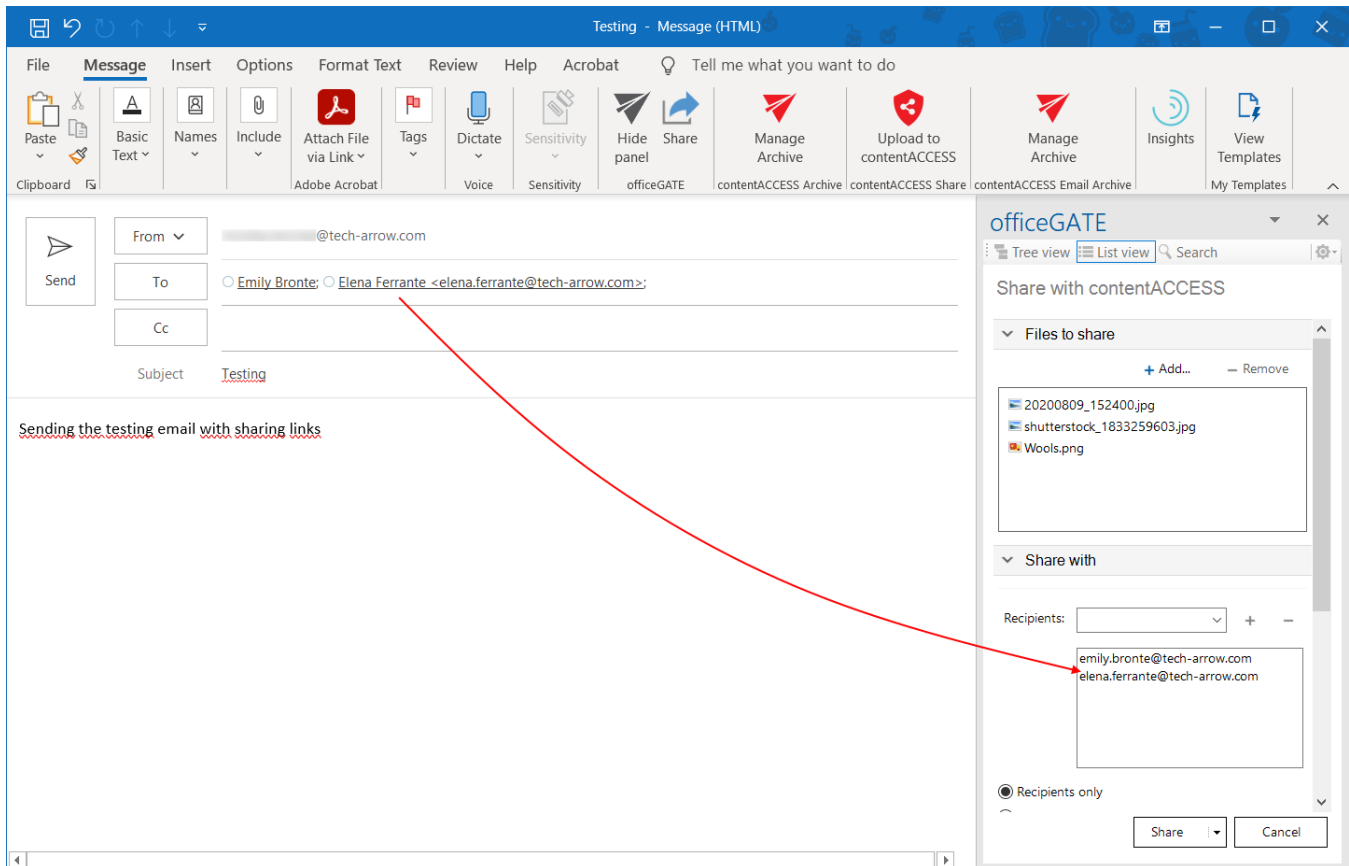 Testing - Message (HTML)
File Message Insert Options Format Text Review Help Acrobat Tell me what you want to do
Paste
Basic Text
Names
Include
Attach File via Link
Tags
Dictate
Sensitivity
Hide panel
Share
Manage Archive
Upload to contentACCESS
Manage Archive
Insights
View Templates
Clipboard
Adobe Acrobat
Voice
Sensitivity
officeGATE
contentACCESS Archive
contentACCESS Share
contentACCESS Email Archive
My Templates
Send
From
@tech-arrow.com
To
Emily Bronte; Elena Ferrante <elena.ferrante@tech-arrow.com>;
Cc
Subject Testing
Sending the testing email with sharing links
officeGATE
Tree view List view Search
Share with contentACCESS
Files to share
+ Add... − Remove
20200809_152400.jpg
shutterstock_1833259603.jpg
Wools.png
Share with
Recipients: + −
emily.bronte@tech-arrow.com
elena.ferrante@tech-arrow.com
Recipients only
Share Cancel